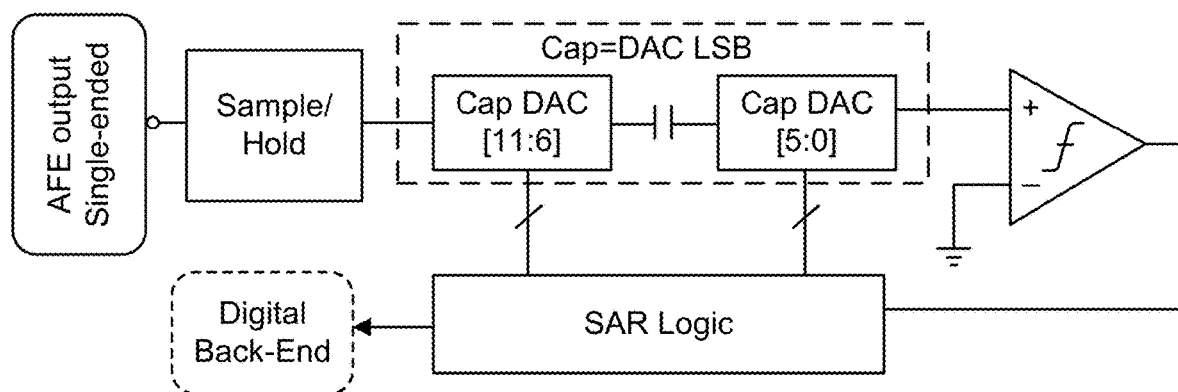 AFE output
Single-ended
Sample/
Hold
Cap=DAC LSB
Cap DAC
[11:6]
Cap DAC
[5:0]
+
−
SAR Logic
Digital
Back-End